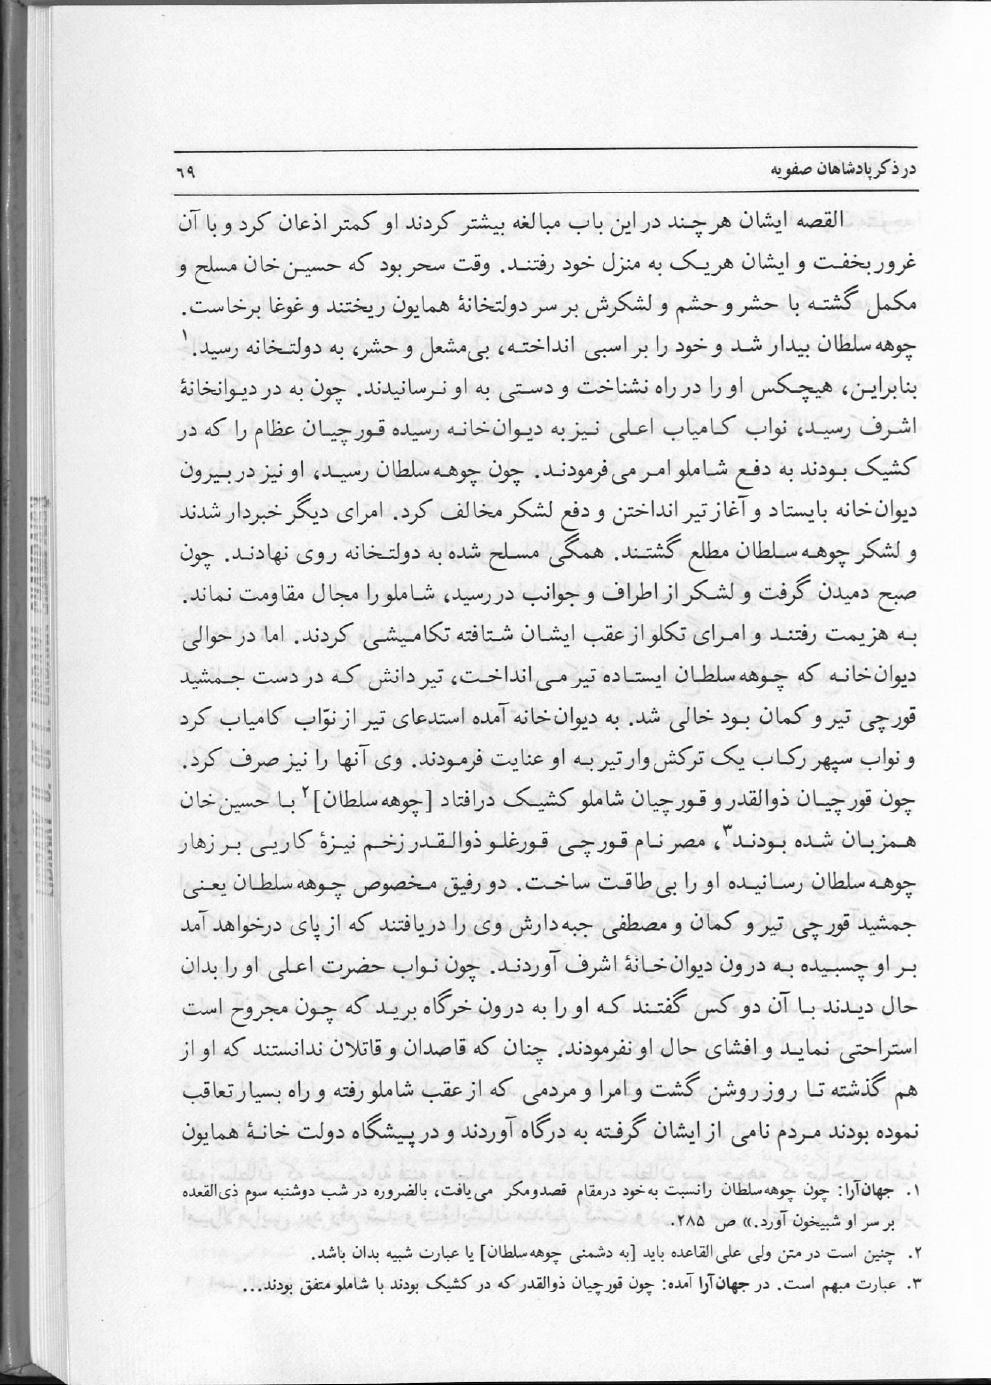 در ذکر پادشاهان صفویه
۶۹
القصه ایشان هر چند در این باب مبالغه بیشتر کردند او کمتر اذعان کرد و با آن
غرور بخفت و ایشان هریک به منزل خود رفتند. وقت سحر بود که حسین خان مسلح و
مکمل گشته با حشر و حشم و لشکرش بر سر دولتخانهٔ همایون ریختند و غوغا برخاست.
چوهه سلطان بیدار شد و خود را بر اسبی انداخته، بی‌مشعل و حشر، به دولتخانه رسید.۱
بنابراین، هیچکس او را در راه نشناخت و دستی به او نرسانیدند. چون به در دیوانخانهٔ
اشرف رسید، نواب کامیاب اعلی نیز به دیوان‌خانه رسیده قورچیان عظام را که در
کشیک بودند به دفع شاملو امر می‌فرمودند. چون چوهه سلطان رسید، او نیز در بیرون
دیوان‌خانه بایستاد و آغاز تیر انداختن و دفع لشکر مخالف کرد. امرای دیگر خبردار شدند
و لشکر چوهه سلطان مطلع گشتند. همگی مسلح شده به دولتخانه روی نهادند. چون
صبح دمیدن گرفت و لشکر از اطراف و جوانب در رسید، شاملو را مجال مقاومت نماند.
به هزیمت رفتند و امرای تکلو از عقب ایشان شتافته تکامیشی کردند. اما در حوالی
دیوان‌خانه که چوهه سلطان ایستاده تیر می‌انداخت، تیر دانش که در دست جمشید
قورچی تیر و کمان بود خالی شد. به دیوان‌خانه آمده استدعای تیر از نوّاب کامیاب کرد
و نواب سپهر رکاب یک ترکش‌وار تیر به او عنایت فرمودند. وی آنها را نیز صرف کرد.
چون قورچیان ذوالقدر و قورچیان شاملو کشیک درافتاد [چوهه سلطان]۲ با حسین خان
همزبان شده بودند۳، مصر نام قورچی قورغلو ذوالقدر زخم نیزهٔ کاریی بر زهار
چوهه سلطان رسانیده او را بی‌طاقت ساخت. دو رفیق مخصوص چوهه سلطان یعنی
جمشید قورچی تیر و کمان و مصطفی جبه‌دارش وی را دریافتند که از پای درخواهد آمد
بر او چسبیده به درون دیوان‌خانهٔ اشرف آوردند. چون نواب حضرت اعلی او را بدان
حال دیدند با آن دو کس گفتند که او را به درون خرگاه برید که چون مجروح است
استراحتی نماید و افشای حال او نفرمودند. چنان که قاصدان و قاتلان ندانستند که او از
هم گذشته تا روز روشن گشت و امرا و مردمی که از عقب شاملو رفته و راه بسیار تعاقب
نموده بودند مردم نامی از ایشان گرفته به درگاه آوردند و در پیشگاه دولت خانهٔ همایون
۱. جهان‌آرا: چون چوهه سلطان را نسبت به خود در مقام قصد و مکر می‌یافت، بالضروره در شب دوشنبه سوم ذی‌القعده
بر سر او شبیخون آورد.» ص ۲۸۵.
۲. چنین است در متن ولی علی‌القاعده باید [به دشمنی چوهه سلطان] یا عبارت شبیه بدان باشد.
۳. عبارت مبهم است. در جهان‌آرا آمده: چون قورچیان ذوالقدر که در کشیک بودند با شاملو متفق بودند...